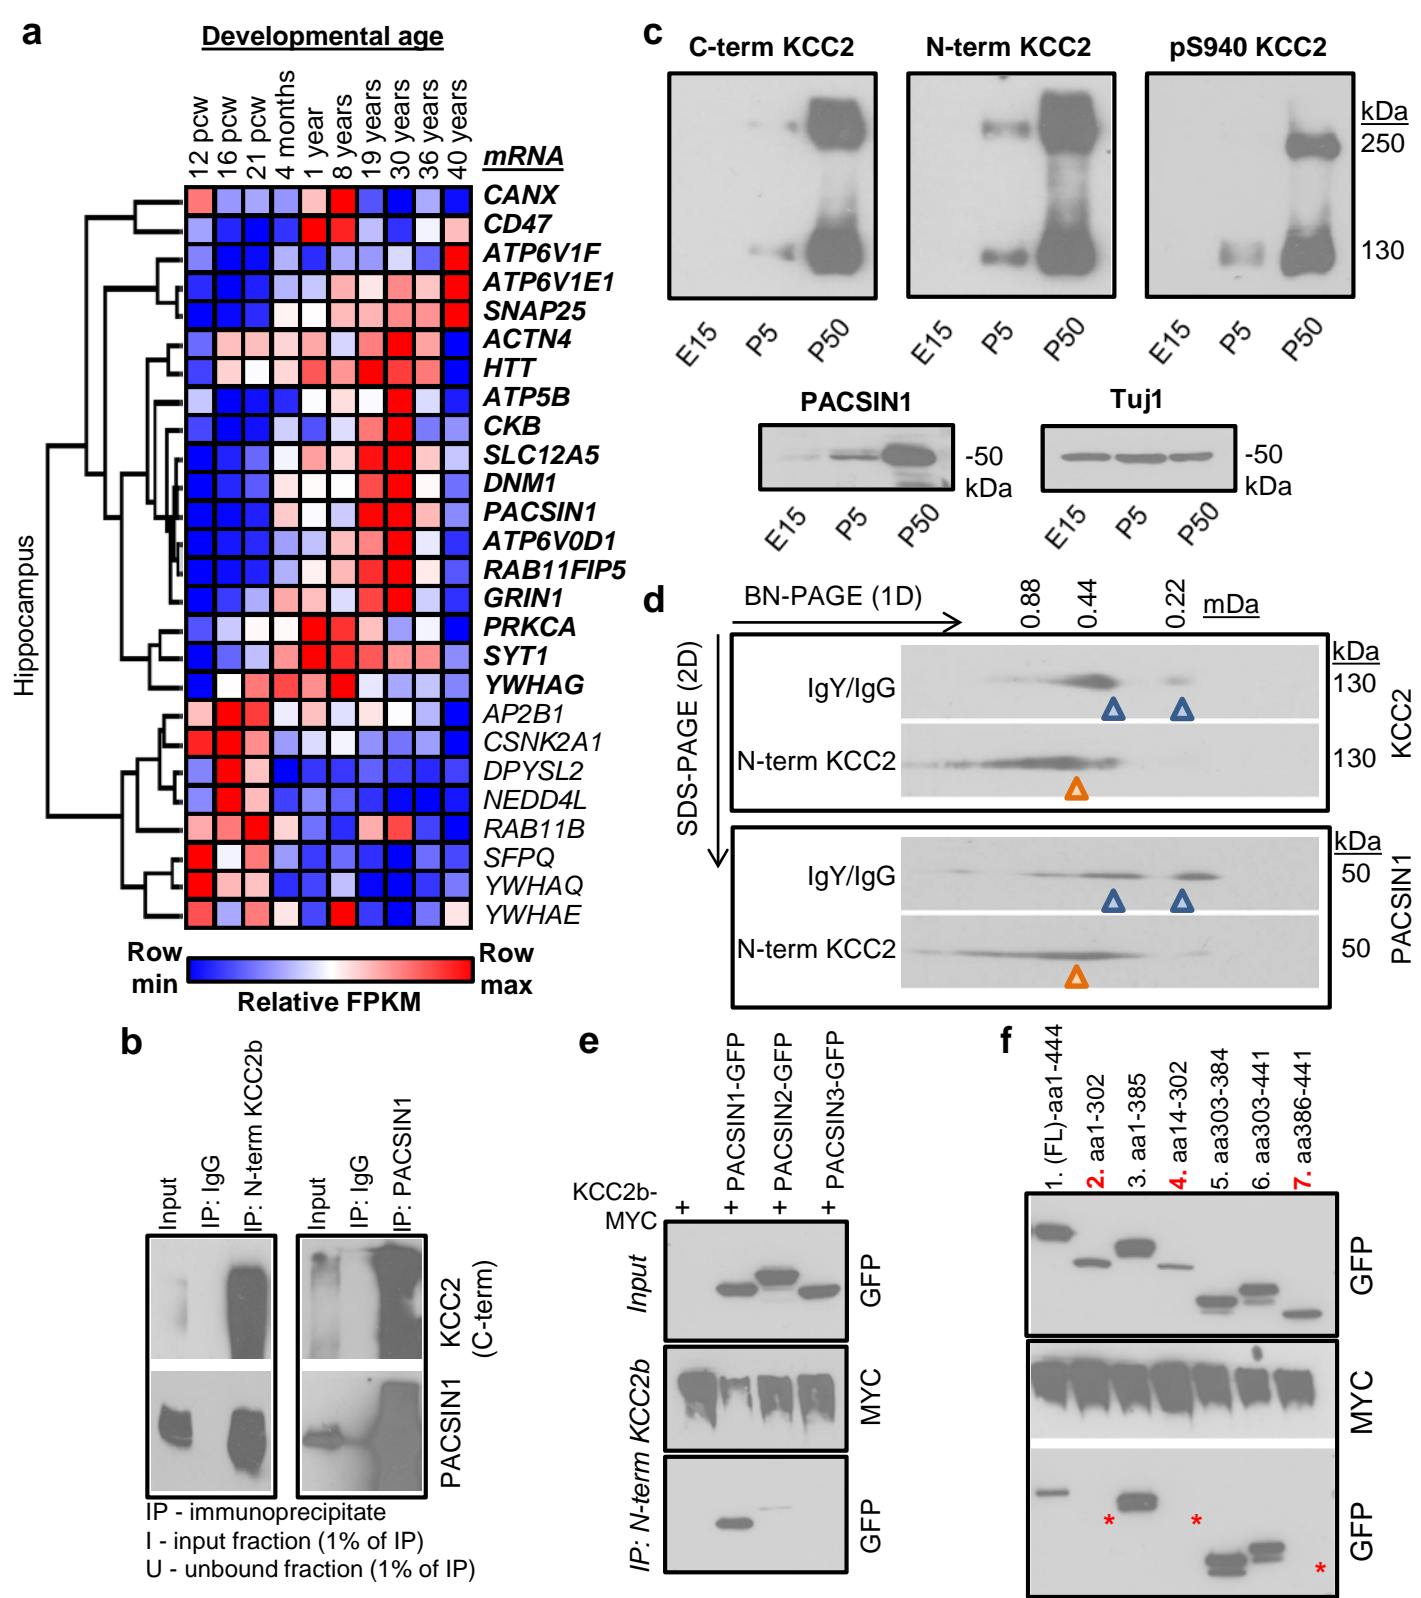 a
Developmental age
12 pcw
16 pcw
21 pcw
4 months
1 year
8 years
19 years
30 years
36 years
40 years
mRNA
CANX
CD47
ATP6V1F
ATP6V1E1
SNAP25
ACTN4
HTT
ATP5B
CKB
SLC12A5
DNM1
PACSIN1
ATP6V0D1
RAB11FIP5
GRIN1
PRKCA
SYT1
YWHAG
AP2B1
CSNK2A1
DPYSL2
NEDD4L
RAB11B
SFPQ
YWHAQ
YWHAE
Hippocampus
Row min
Row max
Relative FPKM
b
Input
IP: IgG
IP: N-term KCC2b
Input
IP: IgG
IP: PACSIN1
KCC2
(C-term)
PACSIN1
IP - immunoprecipitate
I - input fraction (1% of IP)
U - unbound fraction (1% of IP)
c
C-term KCC2
N-term KCC2
pS940 KCC2
kDa
250
130
E15
P5
P50
E15
P5
P50
E15
P5
P50
PACSIN1
-50
kDa
E15
P5
P50
Tuj1
-50
kDa
E15
P5
P50
d
BN-PAGE (1D)
0.88
0.44
0.22
mDa
SDS-PAGE (2D)
IgY/IgG
N-term KCC2
kDa
130
130
KCC2
IgY/IgG
N-term KCC2
kDa
50
50
PACSIN1
e
PACSIN1-GFP
PACSIN2-GFP
PACSIN3-GFP
KCC2b-
MYC
+ + + +
Input
GFP
IP: N-term KCC2b
MYC
GFP
f
1. (FL)-aa1-444
2. aa1-302
3. aa1-385
4. aa14-302
5. aa303-384
6. aa303-441
7. aa386-441
GFP
MYC
GFP
* * *